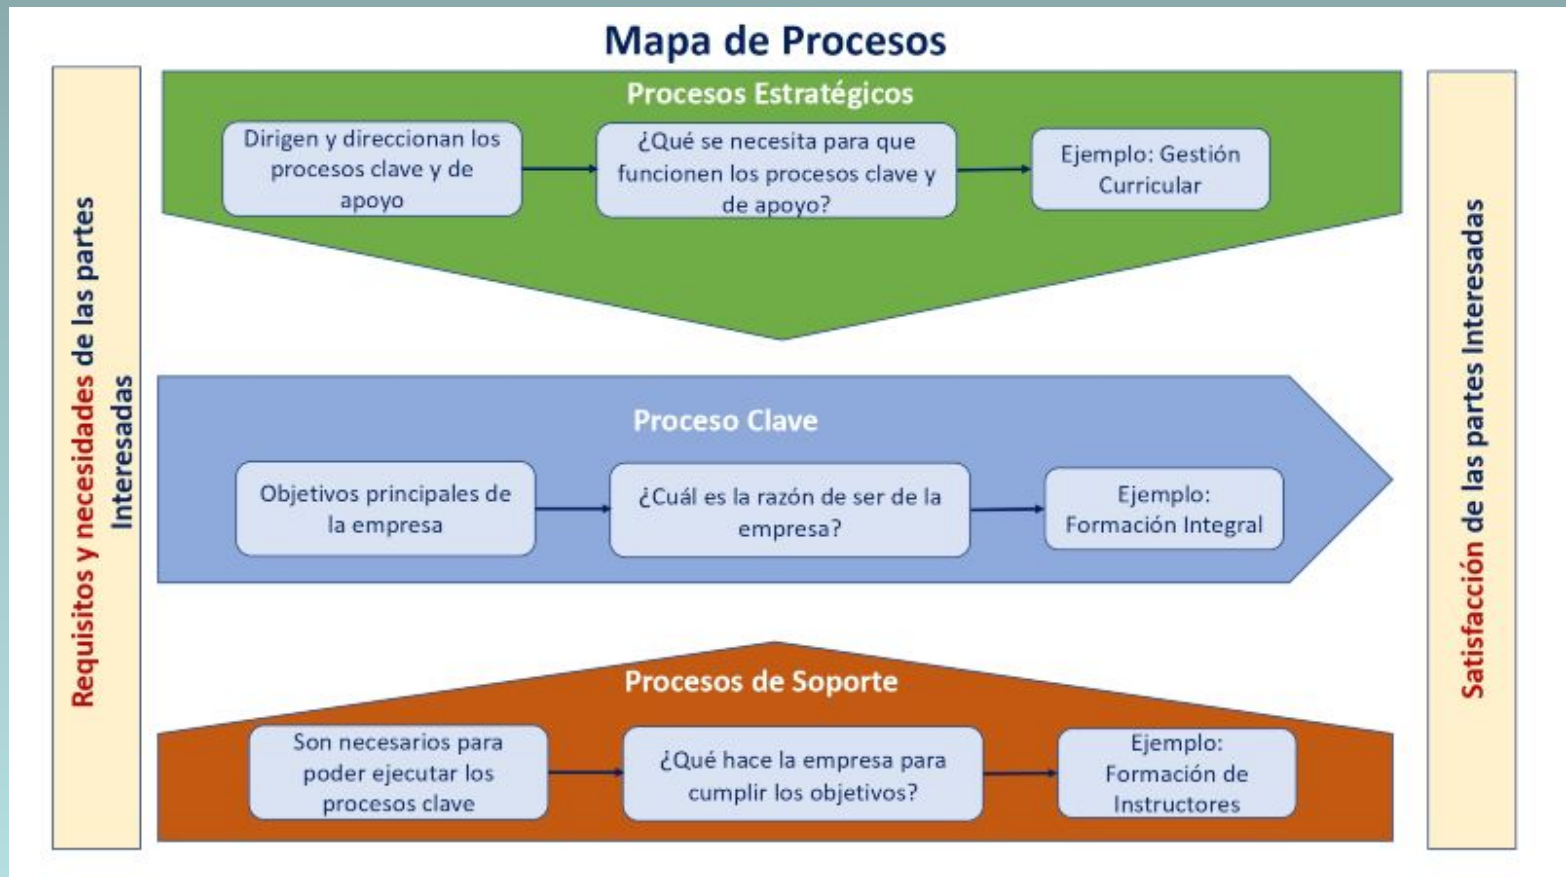 Mapa de Procesos
Requisitos y necesidades de las partes
Interesadas
Procesos Estratégicos
Dirigen y direccionan los
procesos clave y de
apoyo
¿Qué se necesita para que
funcionen los procesos clave y
de apoyo?
Ejemplo: Gestión
Curricular
Proceso Clave
Objetivos principales de
la empresa
¿Cuál es la razón de ser de la
empresa?
Ejemplo:
Formación Integral
Procesos de Soporte
Son necesarios para
poder ejecutar los
procesos clave
¿Qué hace la empresa para
cumplir los objetivos?
Ejemplo:
Formación de
Instructores
Satisfacción de las partes Interesadas